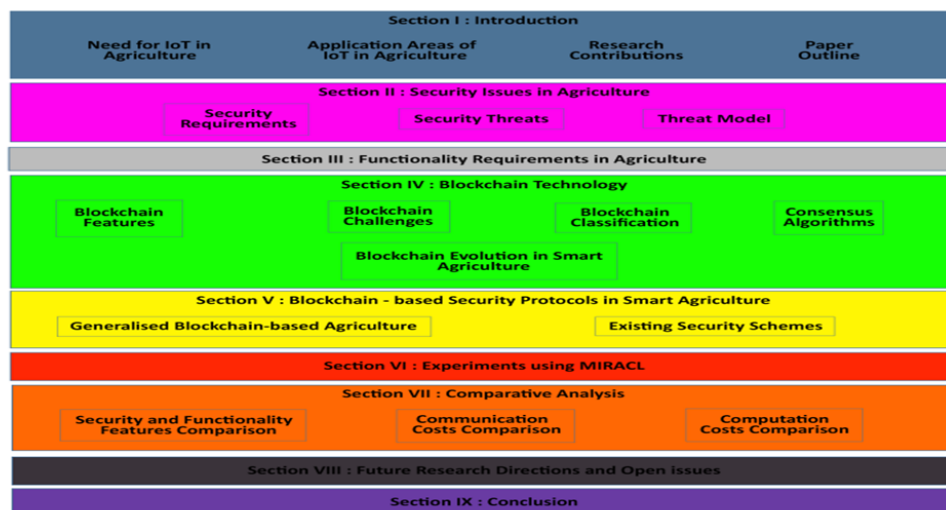 Section I : Introduction
Need for IoT in
Agriculture
Application Areas of
IoT in Agriculture
Research
Contributions
Paper
Outline
Section II : Security Issues in Agriculture
Security
Requirements
Security Threats
Threat Model
Section III : Functionality Requirements in Agriculture
Section IV : Blockchain Technology
Blockchain
Features
Blockchain
Challenges
Blockchain
Classification
Consensus
Algorithms
Blockchain Evolution in Smart
Agriculture
Section V : Blockchain - based Security Protocols in Smart Agriculture
Generalised Blockchain-based Agriculture
Existing Security Schemes
Section VI : Experiments using MIRACL
Section VII : Comparative Analysis
Security and Functionality
Features Comparison
Communication
Costs Comparison
Computation
Costs Comparison
Section VIII : Future Research Directions and Open issues
Section IX : Conclusion